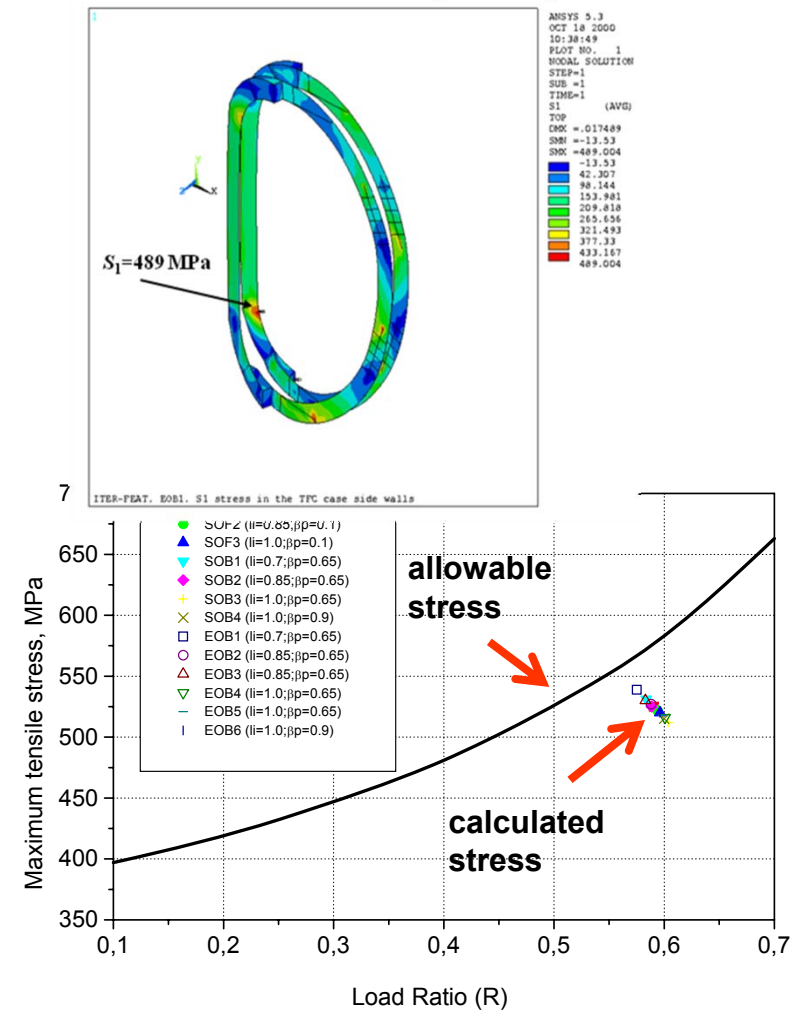 1
ANSYS 5.3
OCT 18 2000
10:38:49
PLOT NO. 1
NODAL SOLUTION
STEP=1
SUB =1
TIME=1
S1 (AVG)
TOP
DMX =.017489
SMN =-13.53
SMX =489.004
-13.53
42.307
98.144
153.981
209.818
265.656
321.493
377.33
433.167
489.004
Y
Z
X
S1=489 MPa
ITER-FEAT. EOB1. S1 stress in the TFC case side walls
7
650
600
550
500
450
400
350
Maximum tensile stress, MPa
SOF2 (li=0.85;βp=0.1)
SOF3 (li=1.0;βp=0.1)
SOB1 (li=0.7;βp=0.65)
SOB2 (li=0.85;βp=0.65)
SOB3 (li=1.0;βp=0.65)
SOB4 (li=1.0;βp=0.9)
EOB1 (li=0.7;βp=0.65)
EOB2 (li=0.85;βp=0.65)
EOB3 (li=0.85;βp=0.65)
EOB4 (li=1.0;βp=0.65)
EOB5 (li=1.0;βp=0.65)
EOB6 (li=1.0;βp=0.9)
allowable
stress
calculated
stress
0,1 0,2 0,3 0,4 0,5 0,6 0,7
Load Ratio (R)